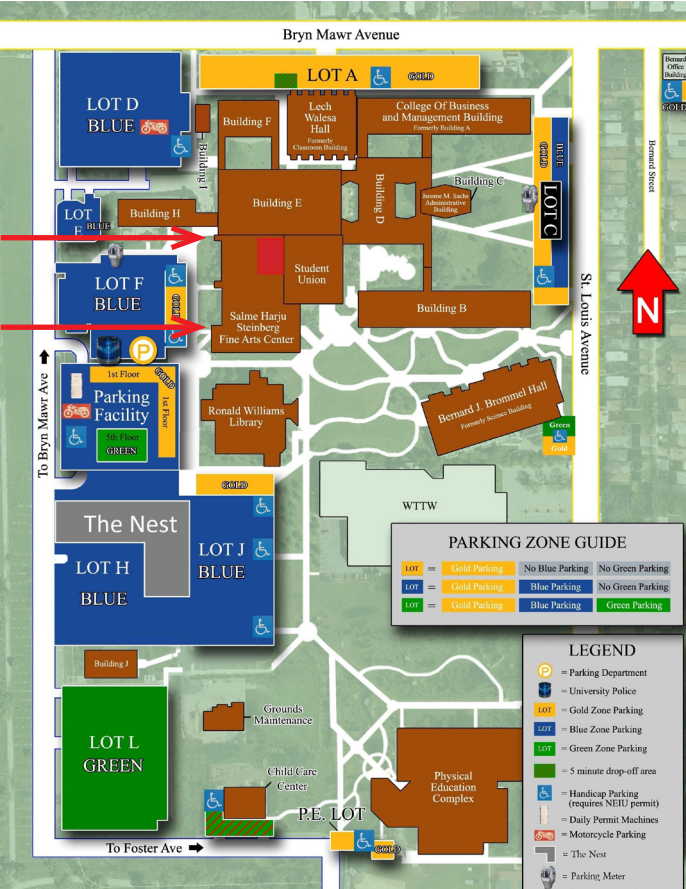 Bryn Mawr Avenue
LOT A
GOLD
LOT D
BLUE
Building I
Building F
Lech
Walesa
Hall
Formerly
Classroom Building
College Of Business
and Management Building
Formerly Building A
Bernard
Office
Building
GOLD
Bernard Street
LOT
E BLUE
Building H
Building E
Building D
Building C
Jerome M. Sachs
Administrative
Building
GOLD
BLUE
LOT C
LOT F
BLUE
GOLD
Student
Union
Salme Harju
Steinberg
Fine Arts Center
Building B
St. Louis Avenue
N
P
To Bryn Mawr Ave
1st Floor
GOLD
1st Floor
Parking
Facility
5th Floor
GREEN
Ronald Williams
Library
Bernard J. Brommel Hall
Formerly Science Building
Green
Gold
GOLD
WTTW
The Nest
LOT H
BLUE
LOT J
BLUE
PARKING ZONE GUIDE
LOT = Gold Parking No Blue Parking No Green Parking
LOT = Gold Parking Blue Parking No Green Parking
LOT = Gold Parking Blue Parking Green Parking
Building J
LOT L
GREEN
Grounds
Maintenance
Child Care
Center
P.E. LOT
GOLD
Physical
Education
Complex
To Foster Ave
LEGEND
P = Parking Department
= University Police
LOT = Gold Zone Parking
LOT = Blue Zone Parking
LOT = Green Zone Parking
= 5 minute drop-off area
= Handicap Parking
(requires NEIU permit)
= Daily Permit Machines
= Motorcycle Parking
= The Nest
= Parking Meter